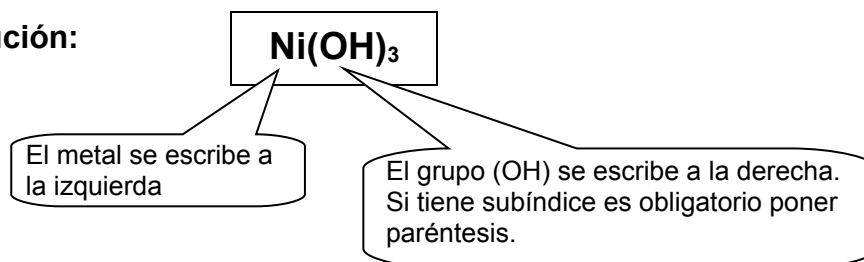 Ni(OH)₃
El metal se escribe a
la izquierda
El grupo (OH) se escribe a la derecha.
Si tiene subíndice es obligatorio poner
paréntesis.